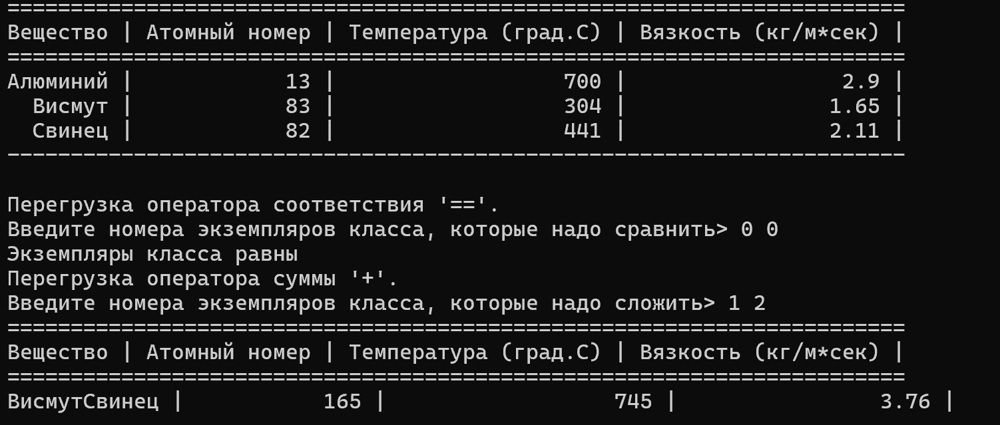 =======================================================================
Вещество | Атомный номер | Температура (град.С) | Вязкость (кг/м*сек) |
=======================================================================
Алюминий |            13 |                  700 |                 2.9 |
  Висмут |            83 |                  304 |                1.65 |
  Свинец |            82 |                  441 |                2.11 |
-----------------------------------------------------------------------
Перегрузка оператора соответствия '=='.
Введите номера экземпляров класса, которые надо сравнить> 0 0
Экземпляры класса равны
Перегрузка оператора суммы '+'.
Введите номера экземпляров класса, которые надо сложить> 1 2
=======================================================================
Вещество | Атомный номер | Температура (град.С) | Вязкость (кг/м*сек) |
=======================================================================
ВисмутСвинец |           165 |                  745 |                3.76 |